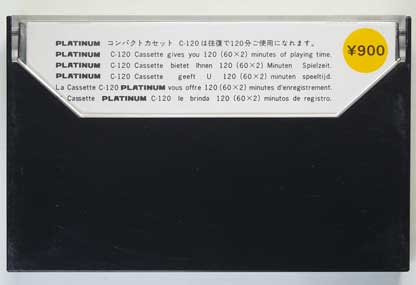 PLATINUM コンパクトカセット C-120は往復で120分ご使用になれます。
PLATINUM C-120 Cassette gives you 120 (60×2) minutes of playing time.
PLATINUM C-120 Cassette bietet Ihnen 120 (60×2) Minuten Spielzeit.
PLATINUM C-120 Cassette geeft U 120 (60×2) minuten speeltijd.
La Cassette C-120 PLATINUM vous offre 120 (60×2) minutes d'enregistrement.
Cassette PLATINUM C-120 le brinda 120 (60×2) minutos de registro.
¥900